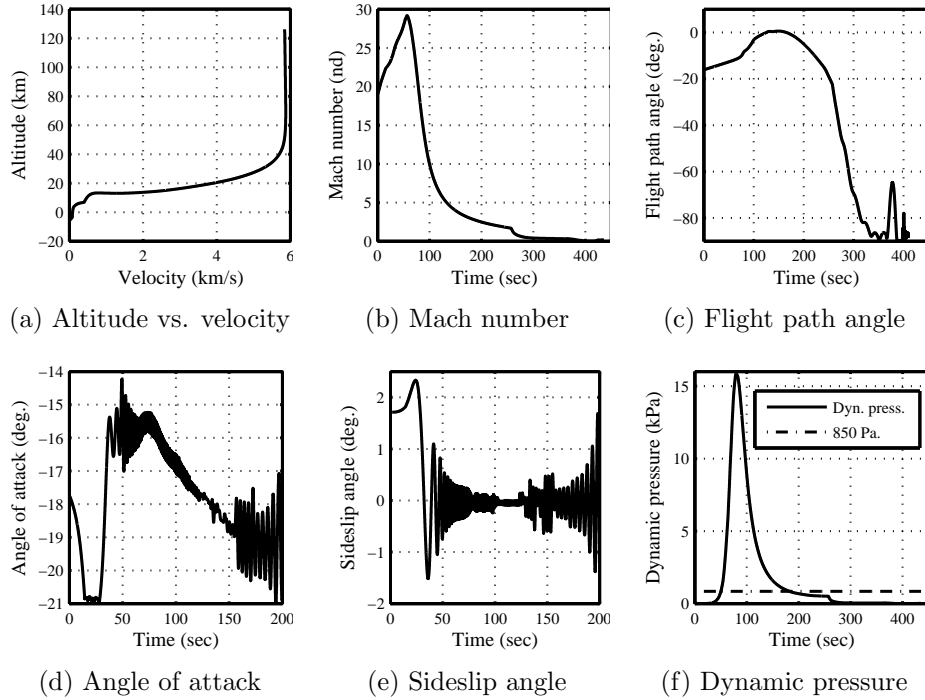 140
120
100
80
60
40
20
0
−20
0 2 4 6
Altitude (km)
Velocity (km/s)
(a) Altitude vs. velocity
30
25
20
15
10
5
0
0 100 200 300 400
Mach number (nd)
Time (sec)
(b) Mach number
0
−20
−40
−60
−80
0 100 200 300 400
Flight path angle (deg.)
Time (sec)
(c) Flight path angle
−14
−15
−16
−17
−18
−19
−20
−21
0 50 100 150 200
Angle of attack (deg.)
Time (sec)
(d) Angle of attack
2
1
0
−1
−2
0 50 100 150 200
Sideslip angle (deg.)
Time (sec)
(e) Sideslip angle
15
10
5
0
0 100 200 300 400
Dynamic pressure (kPa)
Time (sec)
Dyn. press.
850 Pa.
(f) Dynamic pressure